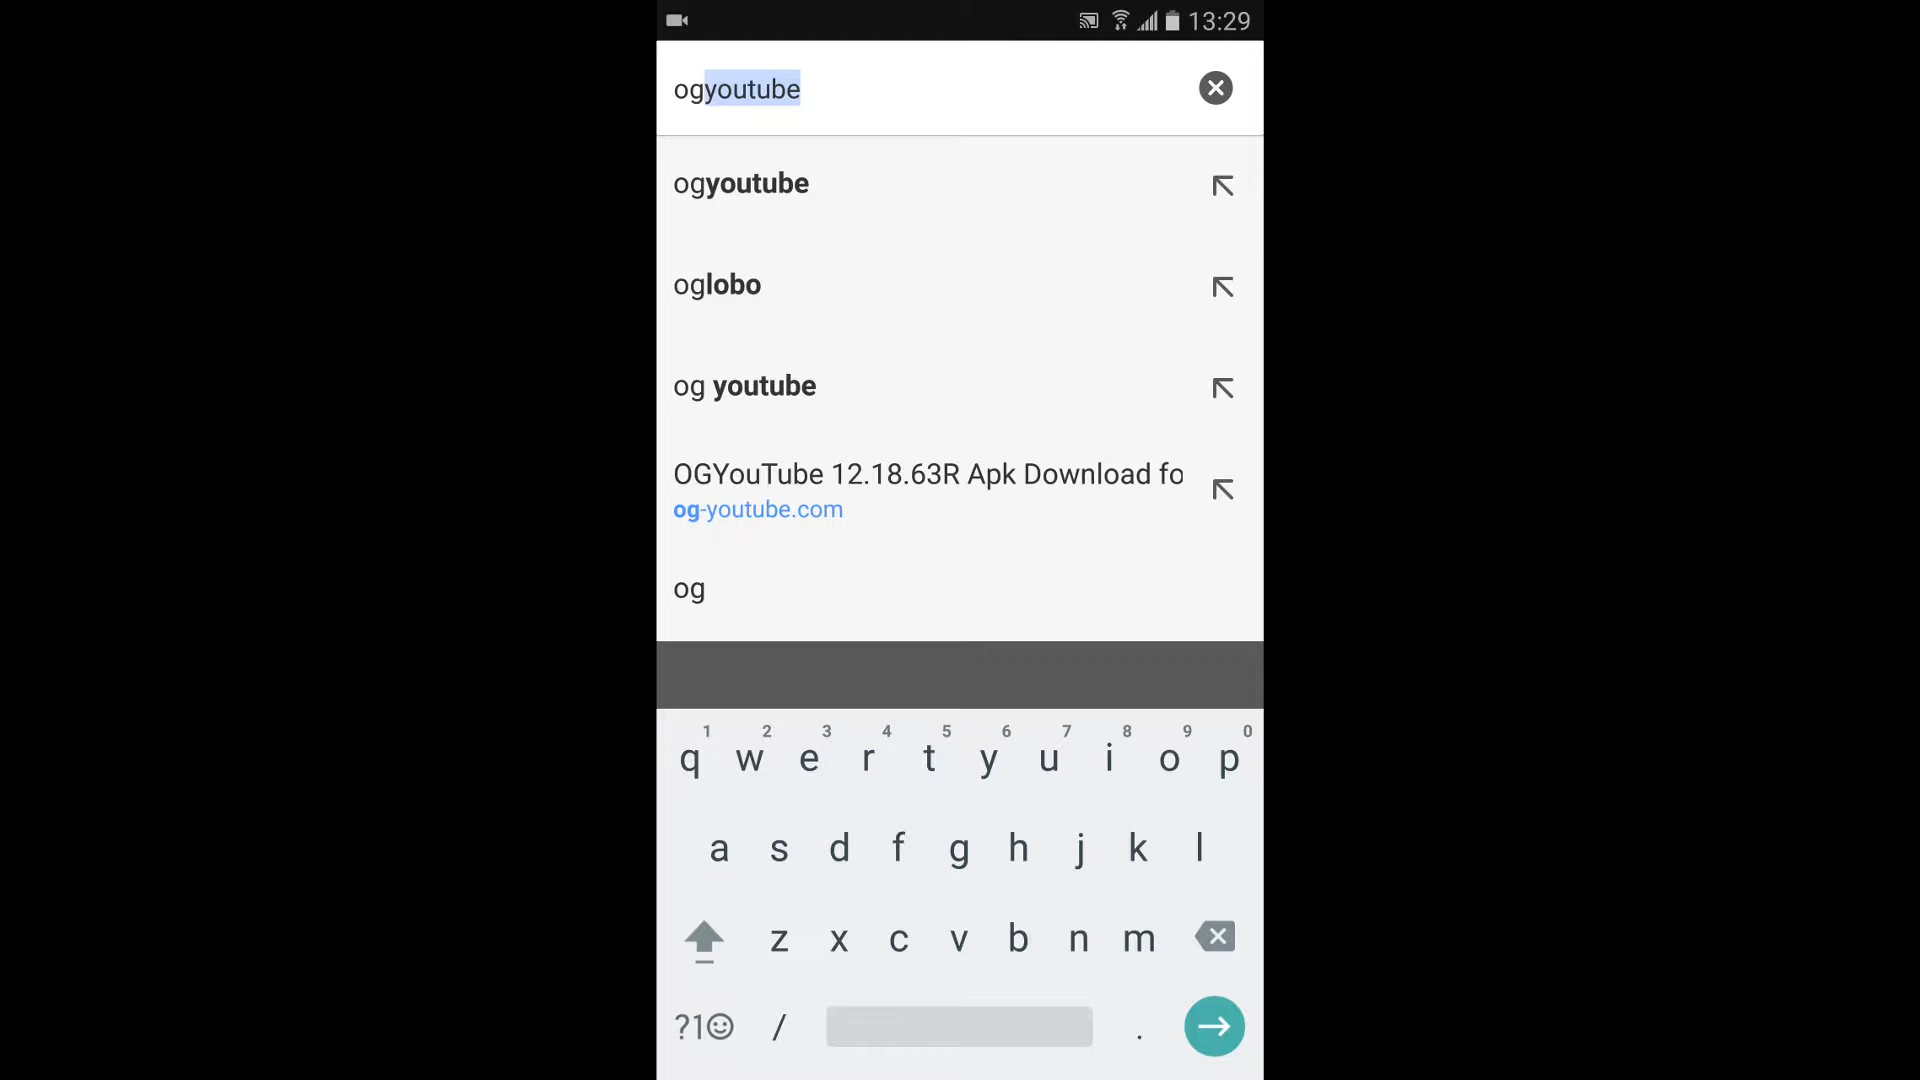 13:29
ogyoutube
ogyoutube
oglobo
og youtube
OGYouTube 12.18.63R Apk Download fo
og-youtube.com
og
1 2 3 4 5 6 7 8 9 0
q w e r t y u i o p
a s d f g h j k l
z x c v b n m
?1☺ / .